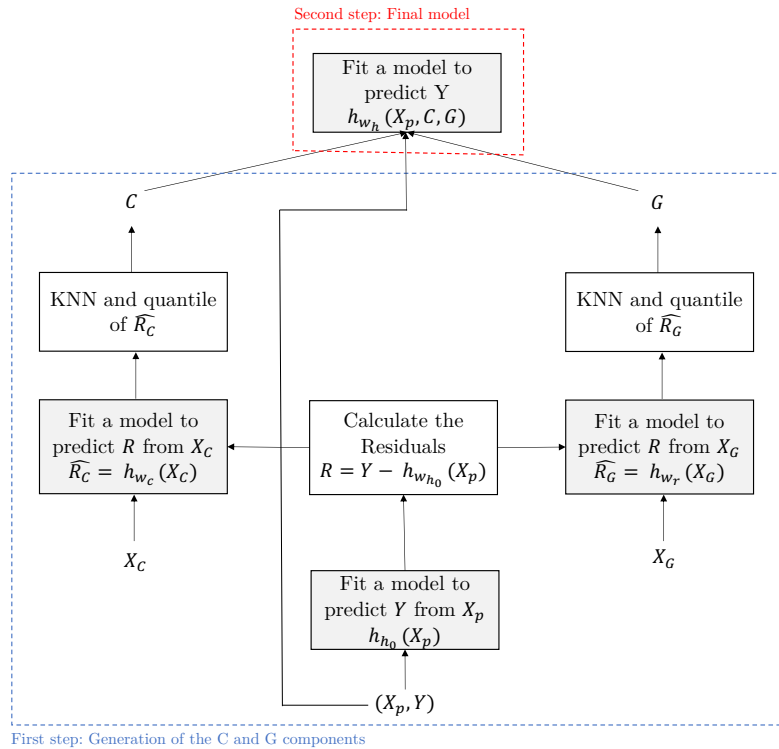 Second step: Final model
Fit a model to
predict Y
$h_{w_h}(X_p, C, G)$
$C$
$G$
KNN and quantile
of $\widehat{R_C}$
KNN and quantile
of $\widehat{R_G}$
Fit a model to
predict $R$ from $X_C$
$\widehat{R_C} = h_{w_c}(X_C)$
Calculate the
Residuals
$R = Y - h_{w_{h_0}}(X_p)$
Fit a model to
predict $R$ from $X_G$
$\widehat{R_G} = h_{w_r}(X_G)$
$X_C$
$X_G$
Fit a model to
predict $Y$ from $X_p$
$h_{h_0}(X_p)$
$(X_p, Y)$
First step: Generation of the C and G components